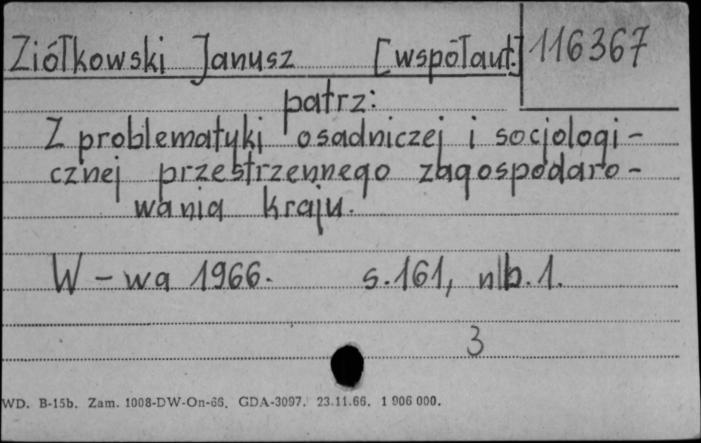 Ziółkowski Janusz [współaut.] 116367
patrz:
Z problematyki osadniczej i socjologi-
cznej przestrzennego zagospodaro-
wania kraju.
W-wa 1966. s.161, nlb.1.
3
WD. B-15b. Zam. 1008-DW-On-66. GDA-3097. 23.11.66. 1 906 000.